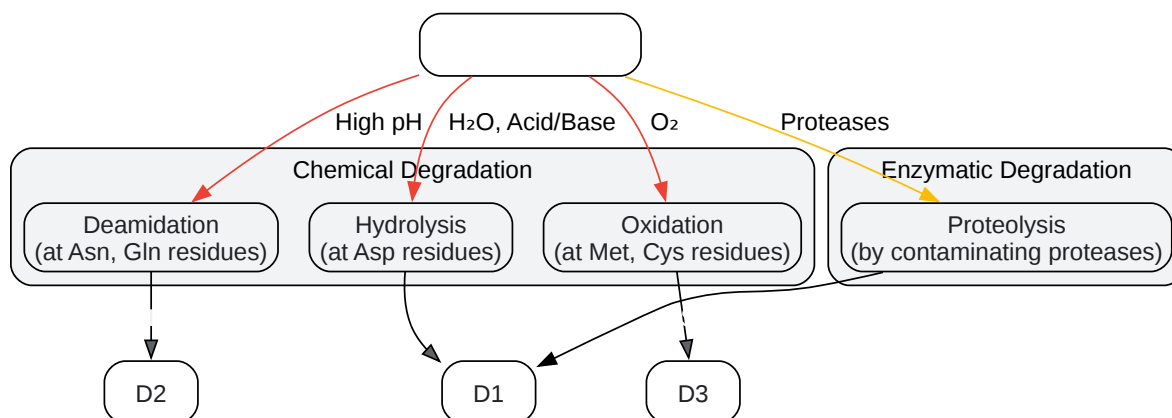 High pH
H₂O, Acid/Base
O₂
Proteases
Chemical Degradation
Enzymatic Degradation
Deamidation
(at Asn, Gln residues)
Hydrolysis
(at Asp residues)
Oxidation
(at Met, Cys residues)
Proteolysis
(by contaminating proteases)
D2
D1
D3